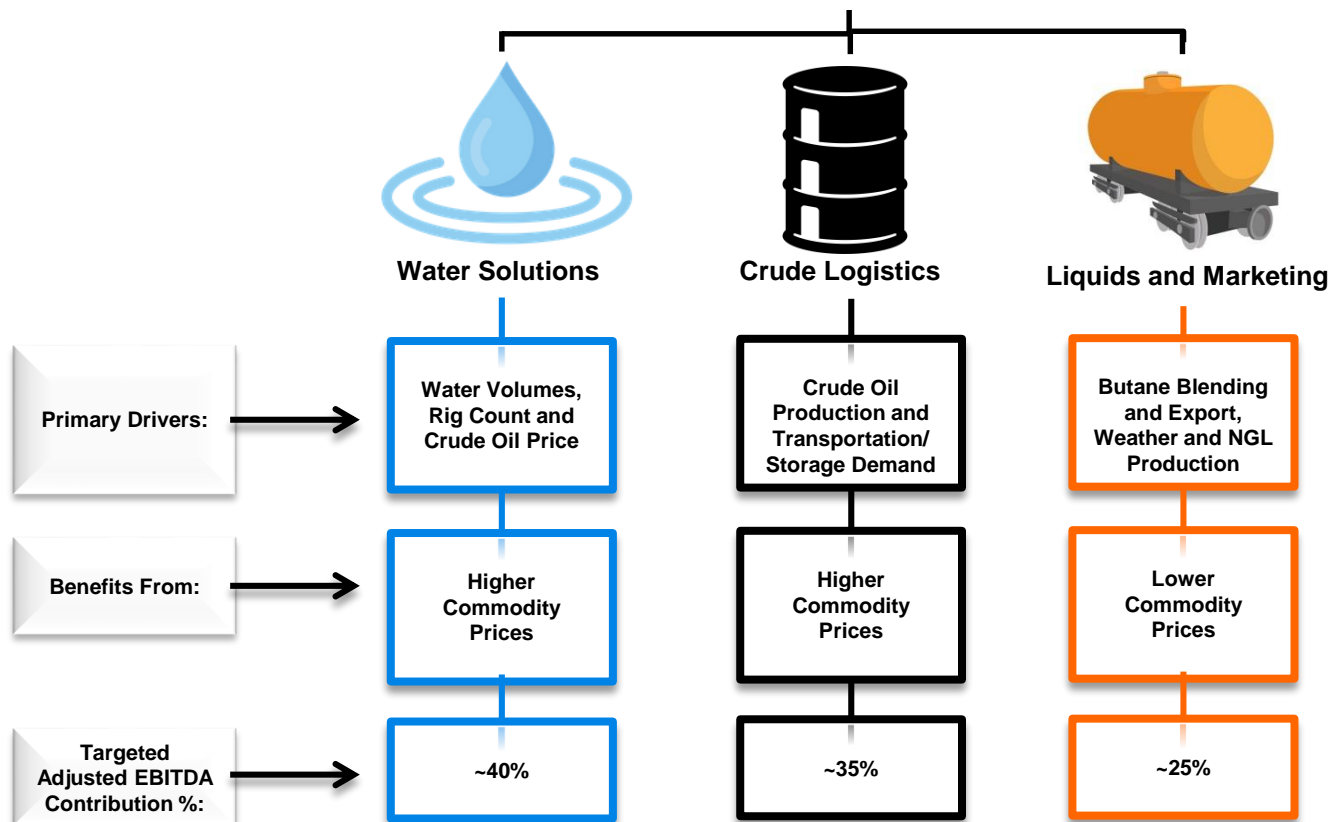 Water Solutions
Crude Logistics
Liquids and Marketing
Primary Drivers:
Water Volumes,
Rig Count and
Crude Oil Price
Crude Oil
Production and
Transportation/
Storage Demand
Butane Blending
and Export,
Weather and NGL
Production
Benefits From:
Higher
Commodity
Prices
Higher
Commodity
Prices
Lower
Commodity
Prices
Targeted
Adjusted EBITDA
Contribution %:
~40%
~35%
~25%